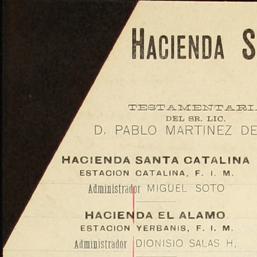 HACIENDA S
TESTAMENTARI
DEL SR. LIC.
D. PABLO MARTINEZ DE
HACIENDA SANTA CATALINA
ESTACION CATALINA, F. I. M.
Administrador MIGUEL SOTO
HACIENDA EL ALAMO
ESTACION YERBANIS, F. I. M.
Administrador DIONISIO SALAS H.